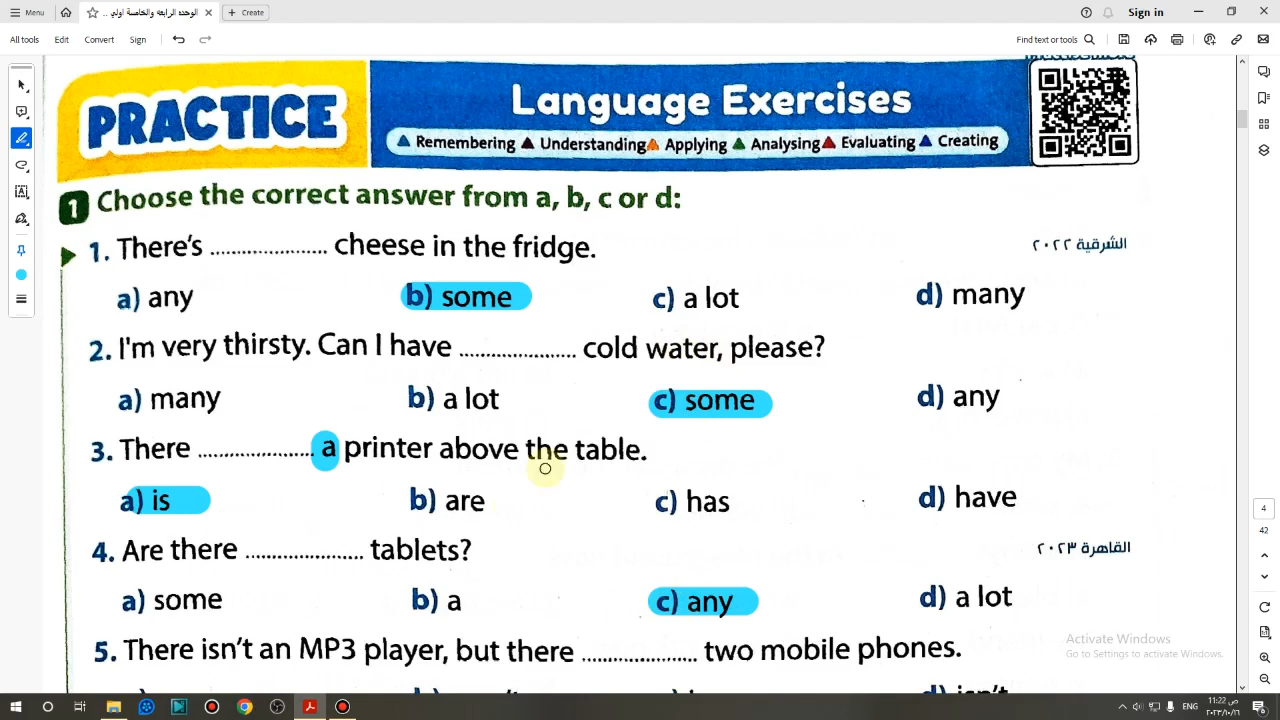 Menu
الوحده الرابعه والخامسة اولي ..
Create
Sign in
All tools Edit Convert Sign
Find text or tools
PRACTICE
Language Exercises
Remembering Understanding Applying Analysing Evaluating Creating
1 Choose the correct answer from a, b, c or d:
1. There's .................... cheese in the fridge. الشرقية ٢٠٢٢
a) any b) some c) a lot d) many
2. I'm very thirsty. Can I have .................... cold water, please?
a) many b) a lot c) some d) any
3. There .................... a printer above the table.
a) is b) are c) has d) have
4. Are there .................... tablets? القاهرة ٢٠٢٣
a) some b) a c) any d) a lot
5. There isn't an MP3 player, but there .................... two mobile phones.
d) isn't
4
42
Activate Windows
Go to Settings to activate Windows.
ENG
11:22 ص